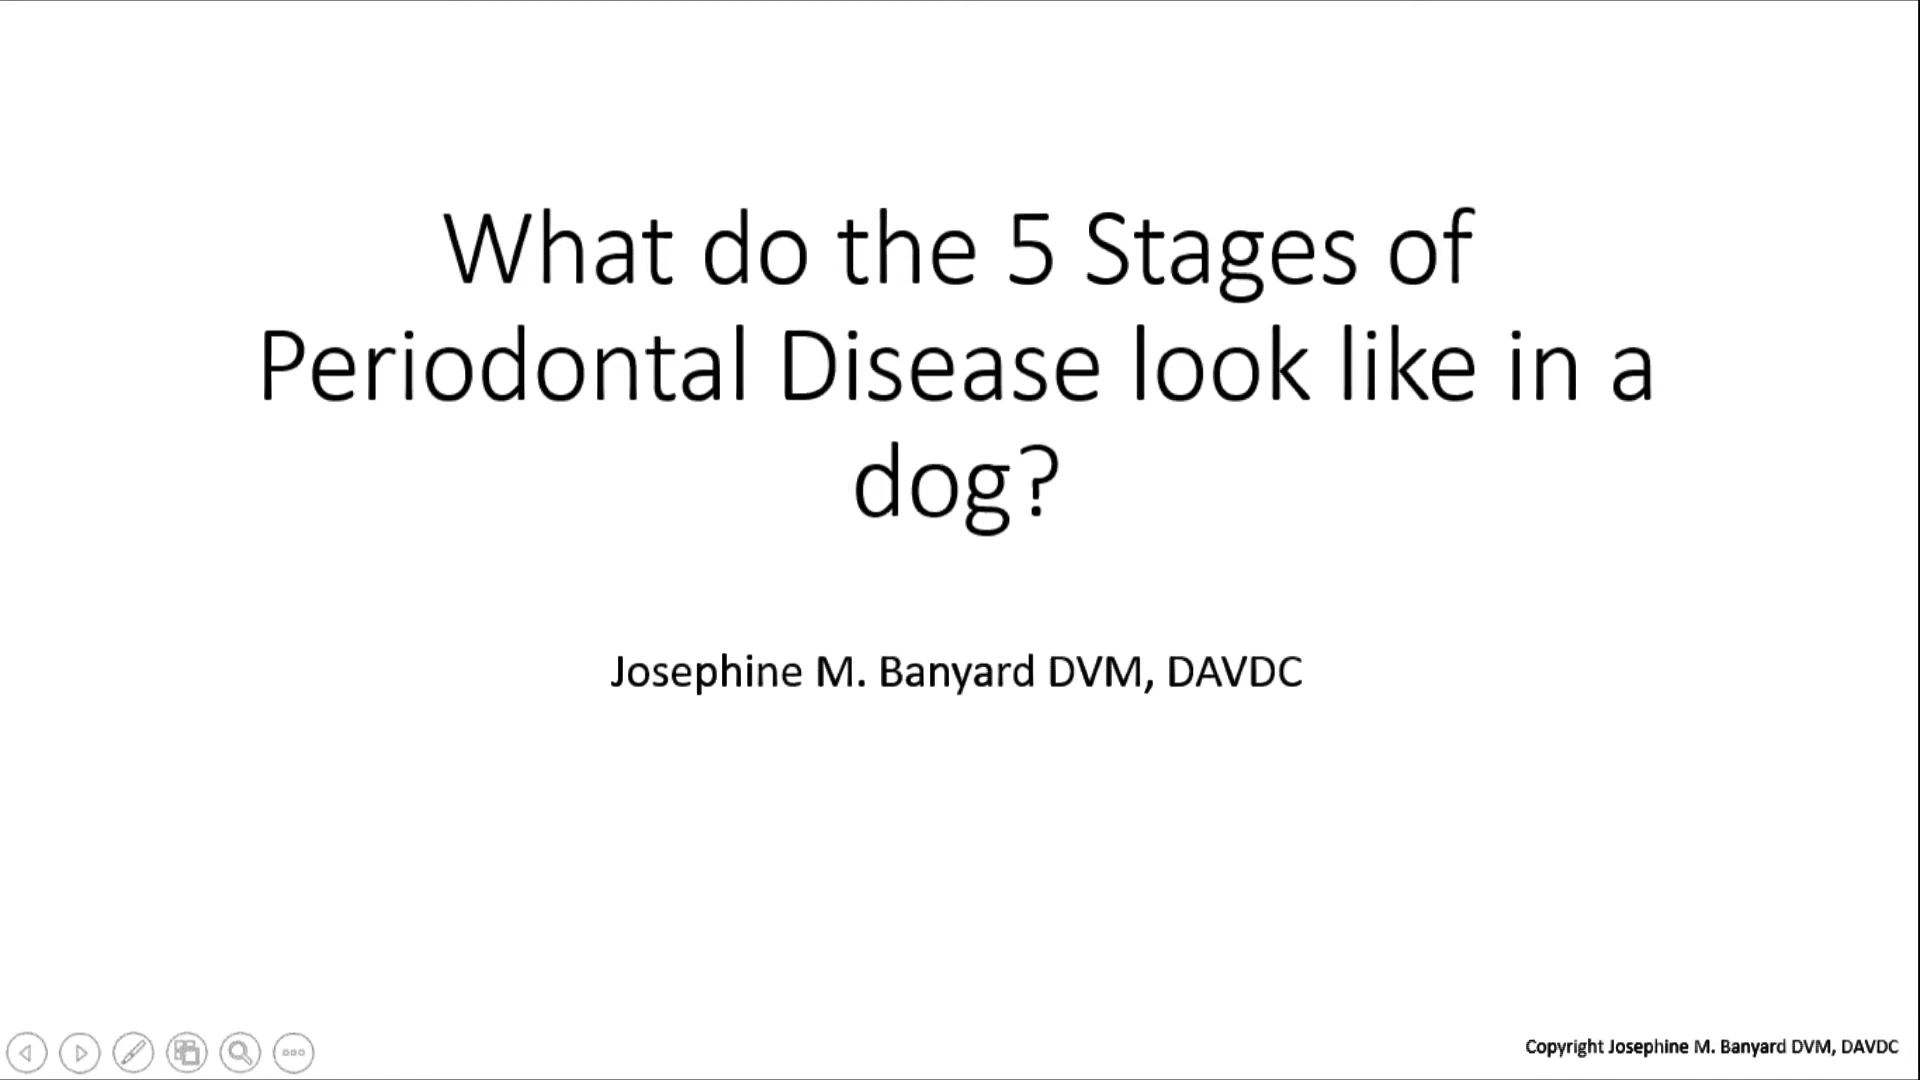 What do the 5 Stages of
Periodontal Disease look like in a
dog?
Josephine M. Banyard DVM, DAVDC
Copyright Josephine M. Banyard DVM, DAVDC